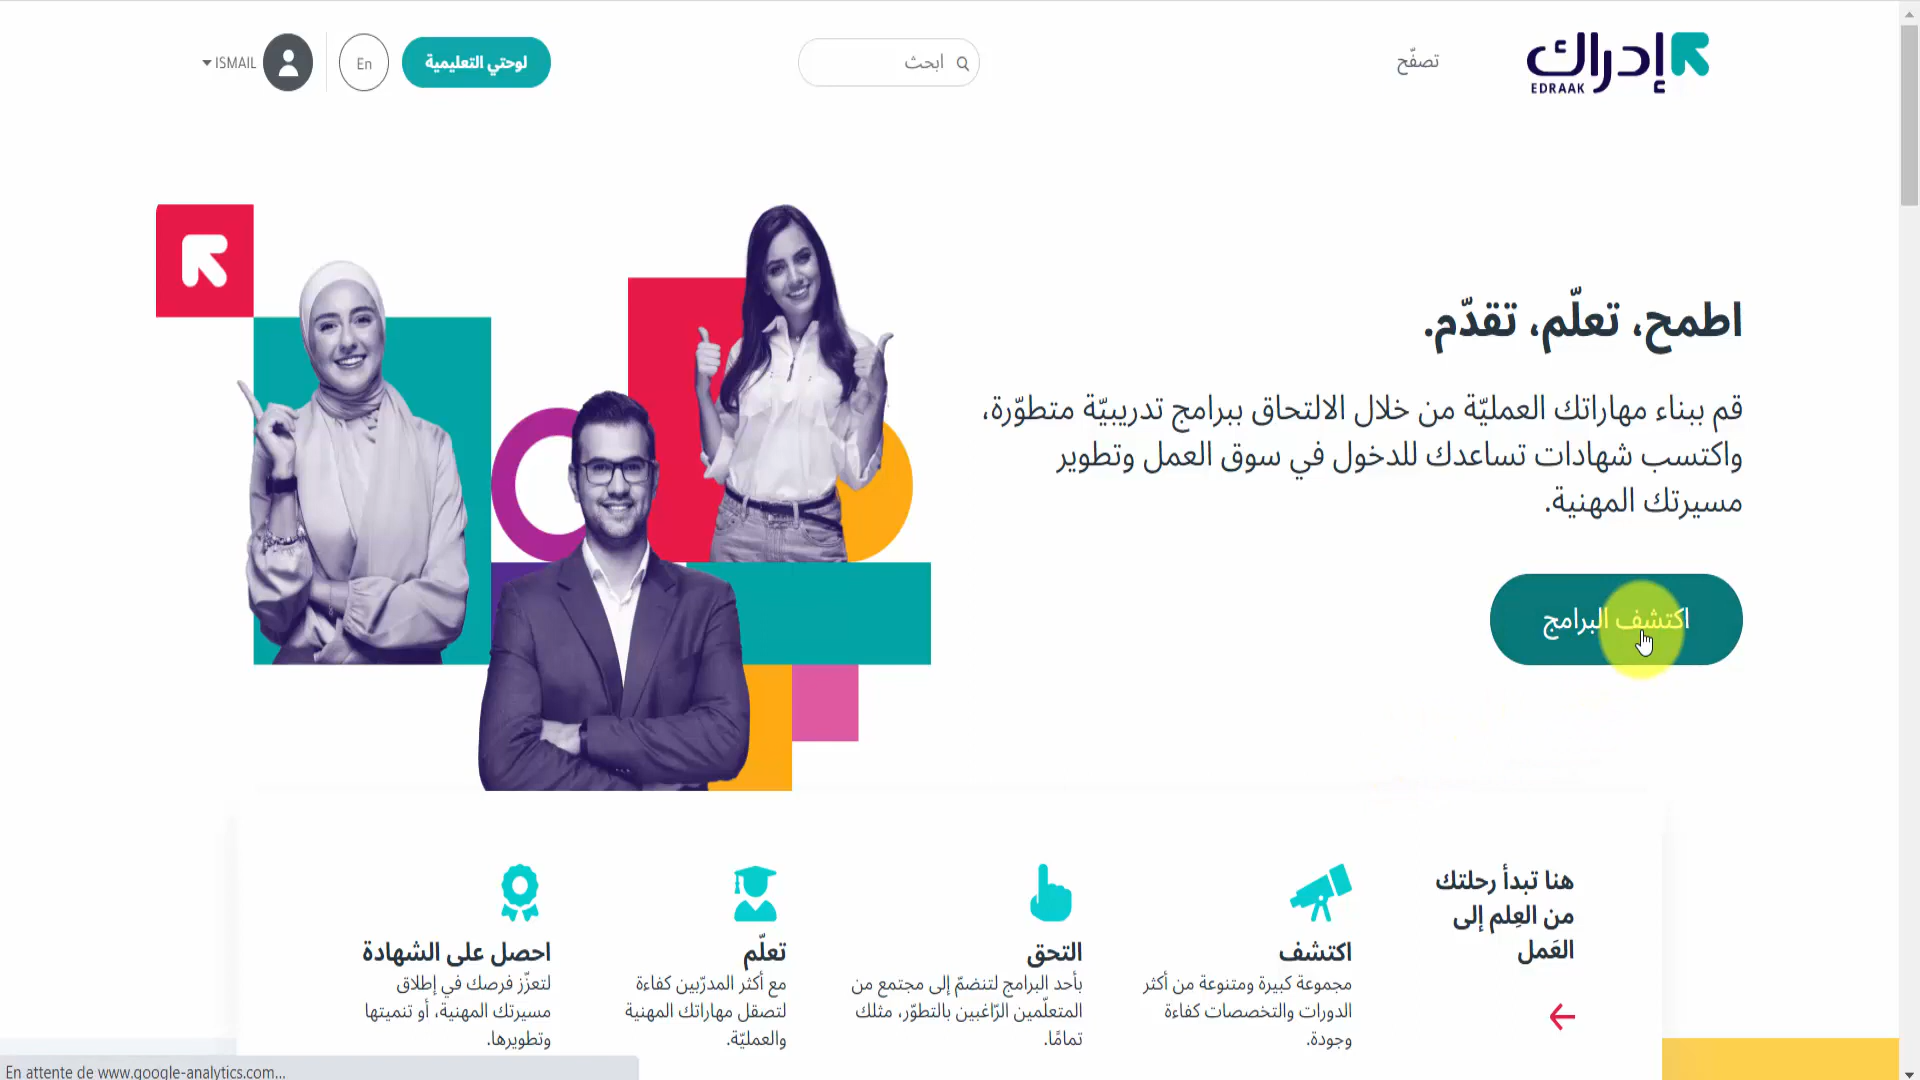 إدراك
EDRAAK
تصفّح
ابحث
لوحتي التعليمية
En
ISMAIL
اطمح، تعلّم، تقدّم.
قم ببناء مهاراتك العمليّة من خلال الالتحاق ببرامج تدريبيّة متطوّرة،
واكتسب شهادات تساعدك للدخول في سوق العمل وتطوير
مسيرتك المهنية.
اكتشف البرامج
هنا تبدأ رحلتك
من العِلم إلى
العَمل
اكتشف
مجموعة كبيرة ومتنوعة من أكثر
الدورات والتخصصات كفاءة
وجودة.
التحق
بأحد البرامج لتنضمّ إلى مجتمع من
المتعلّمين الرّاغبين بالتطوّر، مثلك
تمامًا.
تعلّم
مع أكثر المدرّبين كفاءة
لتصقل مهاراتك المهنية
والعمليّة.
احصل على الشهادة
لتعزّز فرصك في إطلاق
مسيرتك المهنية، أو تنميتها
وتطويرها.
En attente de www.google-analytics.com...